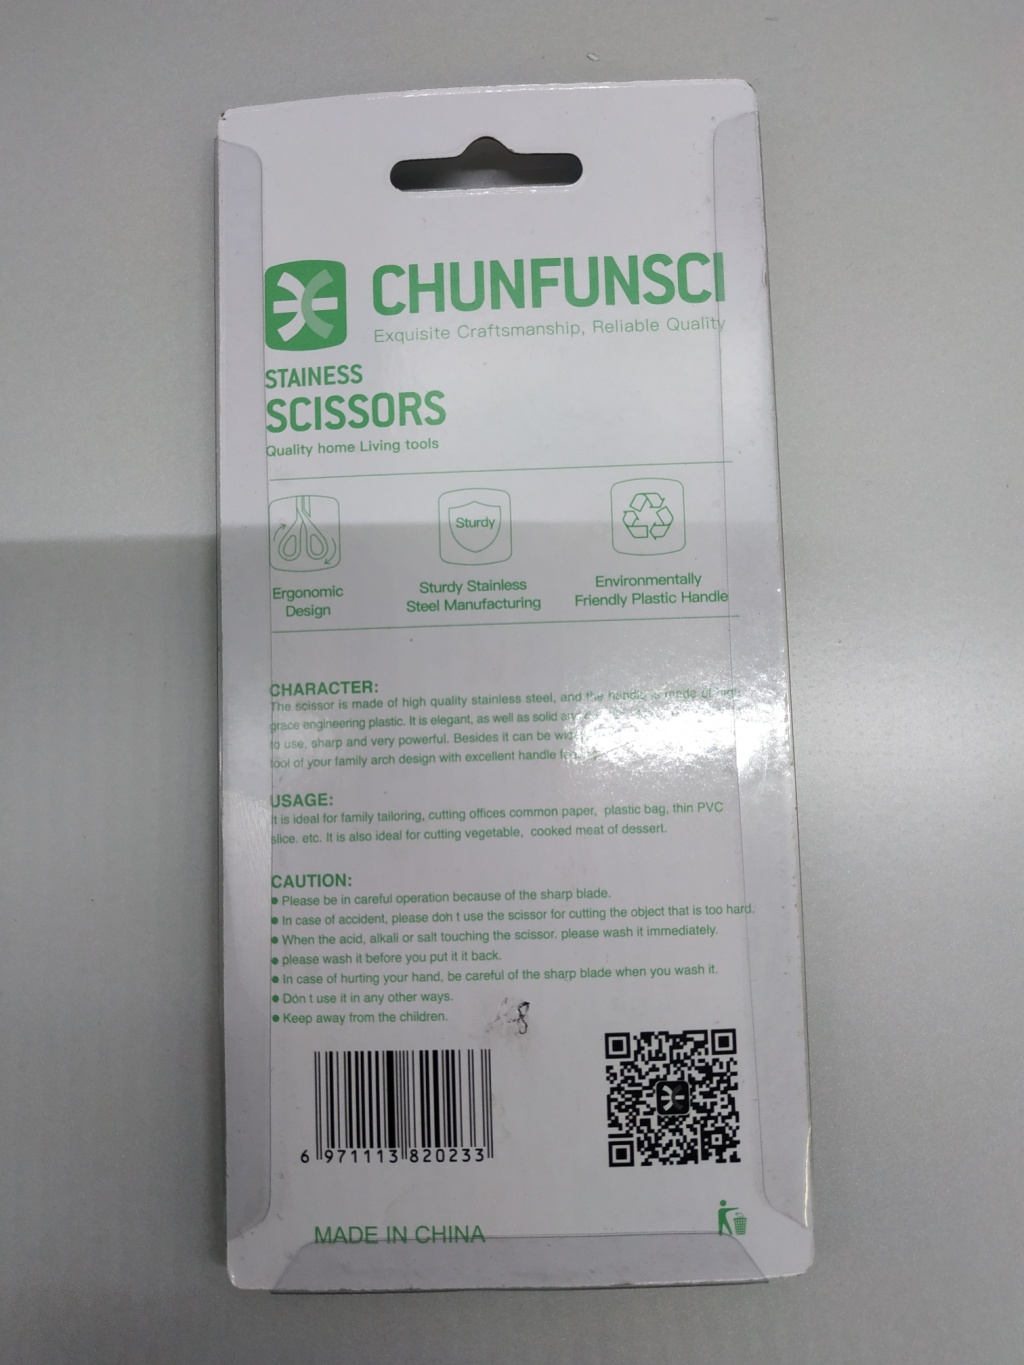 CHUNFUNSCI
Exquisite Craftsmanship, Reliable Quality
STAINESS
SCISSORS
Quality home Living tools
Sturdy
Ergonomic
Design
Sturdy Stainless
Steel Manufacturing
Environmentally
Friendly Plastic Handle
CHARACTER:
The scissor is made of high quality stainless steel, and the handle is made of high
grace engineering plastic. It is elegant, as well as solid
to use, sharp and very powerful. Besides it can be
tool of your family arch design with excellent handle
USAGE:
It is ideal for family tailoring, cutting offices common paper, plastic bag, thin PVC
slice. etc. It is also ideal for cutting vegetable, cooked meat of dessert.
CAUTION:
● Please be in careful operation because of the sharp blade.
● In case of accident, please doh t use the scissor for cutting the object that is too hard.
● When the acid, alkali or salt touching the scissor. please wash it immediately.
● please wash it before you put it it back.
● In case of hurting your hand, be careful of the sharp blade when you wash it.
● Don t use it in any other ways.
● Keep away from the children.
6 971113 820233
MADE IN CHINA